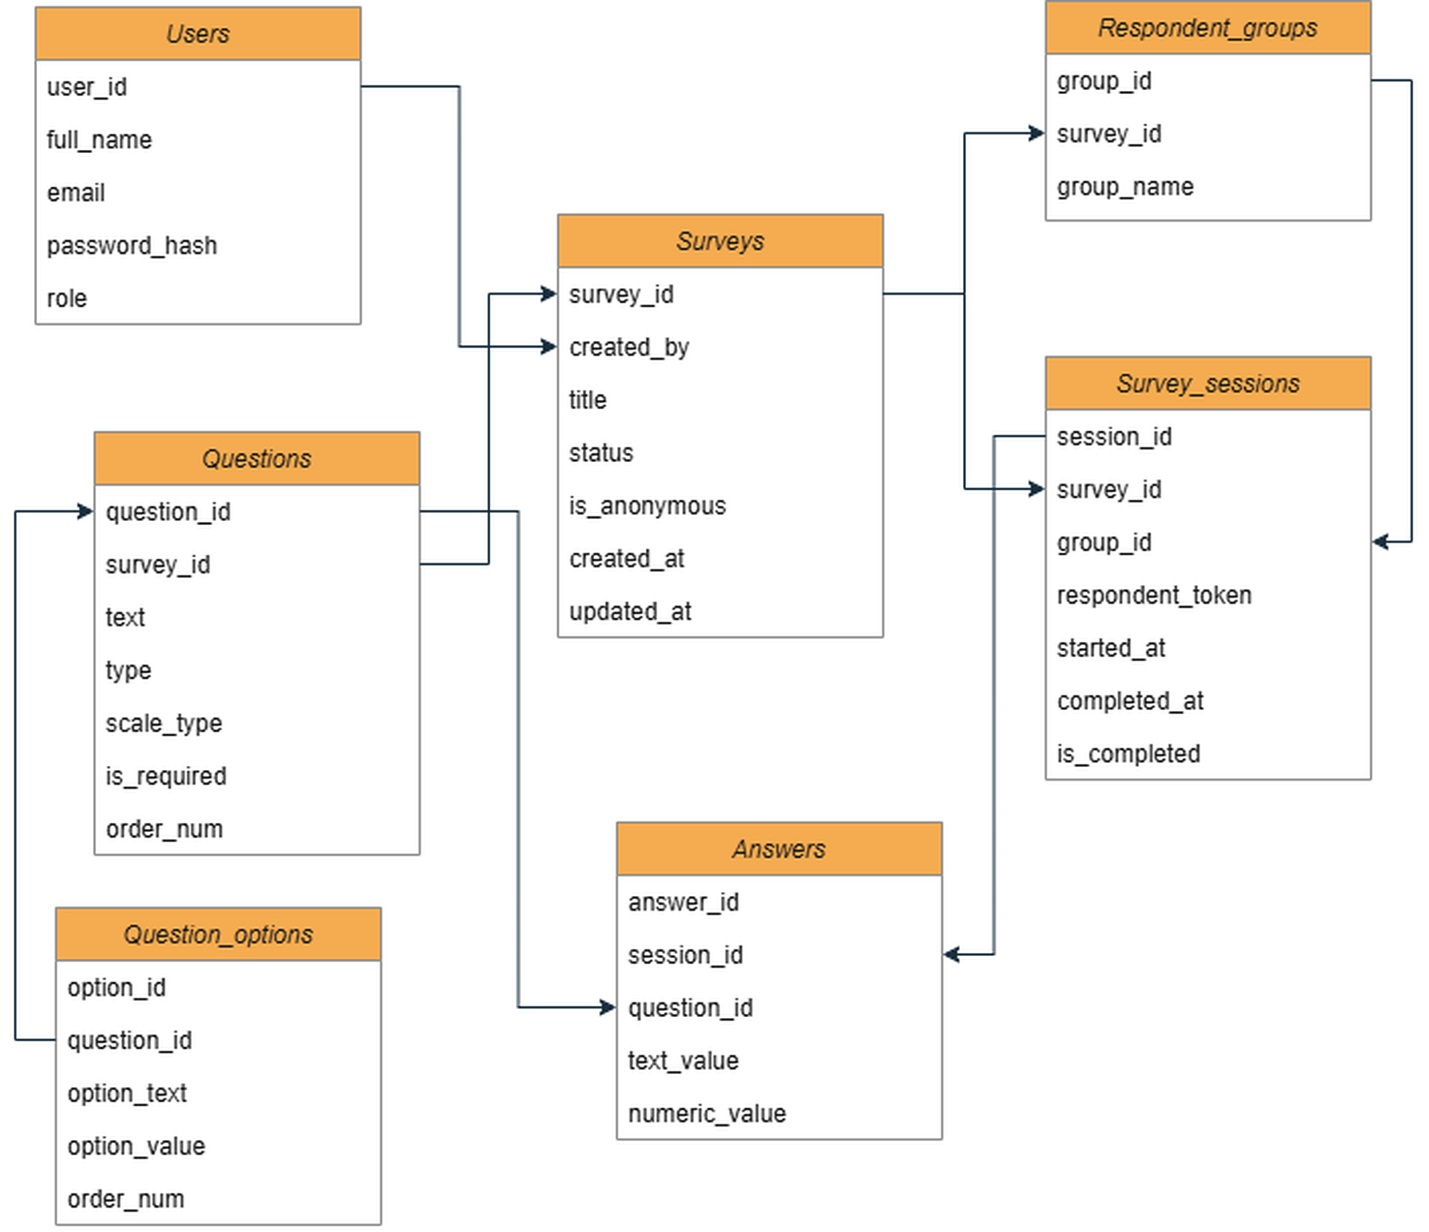 Users
user_id
full_name
email
password_hash
role
Respondent_groups
group_id
survey_id
group_name
Surveys
survey_id
created_by
title
status
is_anonymous
created_at
updated_at
Survey_sessions
session_id
survey_id
group_id
respondent_token
started_at
completed_at
is_completed
Questions
question_id
survey_id
text
type
scale_type
is_required
order_num
Answers
answer_id
session_id
question_id
text_value
numeric_value
Question_options
option_id
question_id
option_text
option_value
order_num